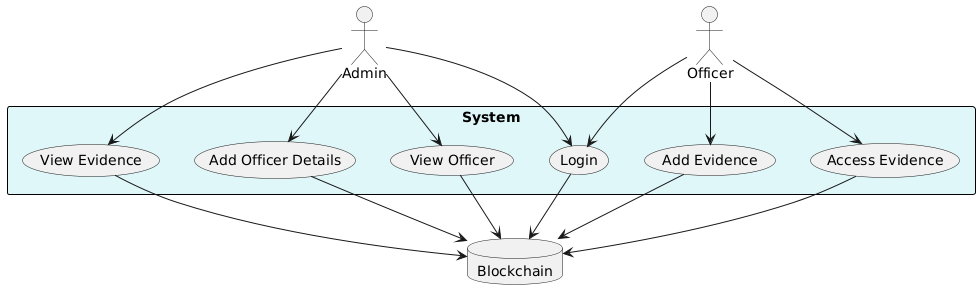 Admin
Officer
System
View Evidence
Add Officer Details
View Officer
Login
Add Evidence
Access Evidence
Blockchain